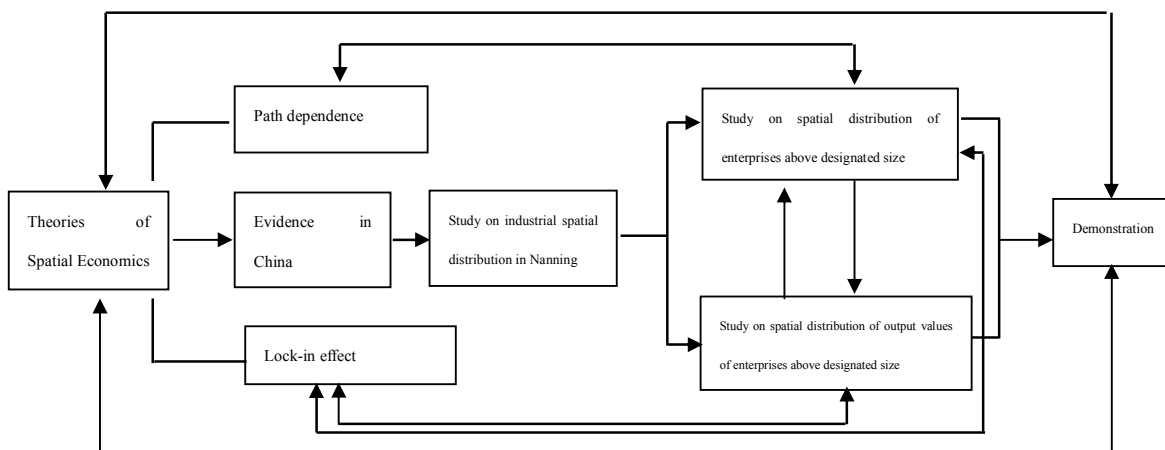 Path dependence
Study on spatial distribution of
enterprises above designated size
Theories of
Spatial Economics
Evidence in
China
Study on industrial spatial
distribution in Nanning
Demonstration
Lock-in effect
Study on spatial distribution of output values
of enterprises above designated size